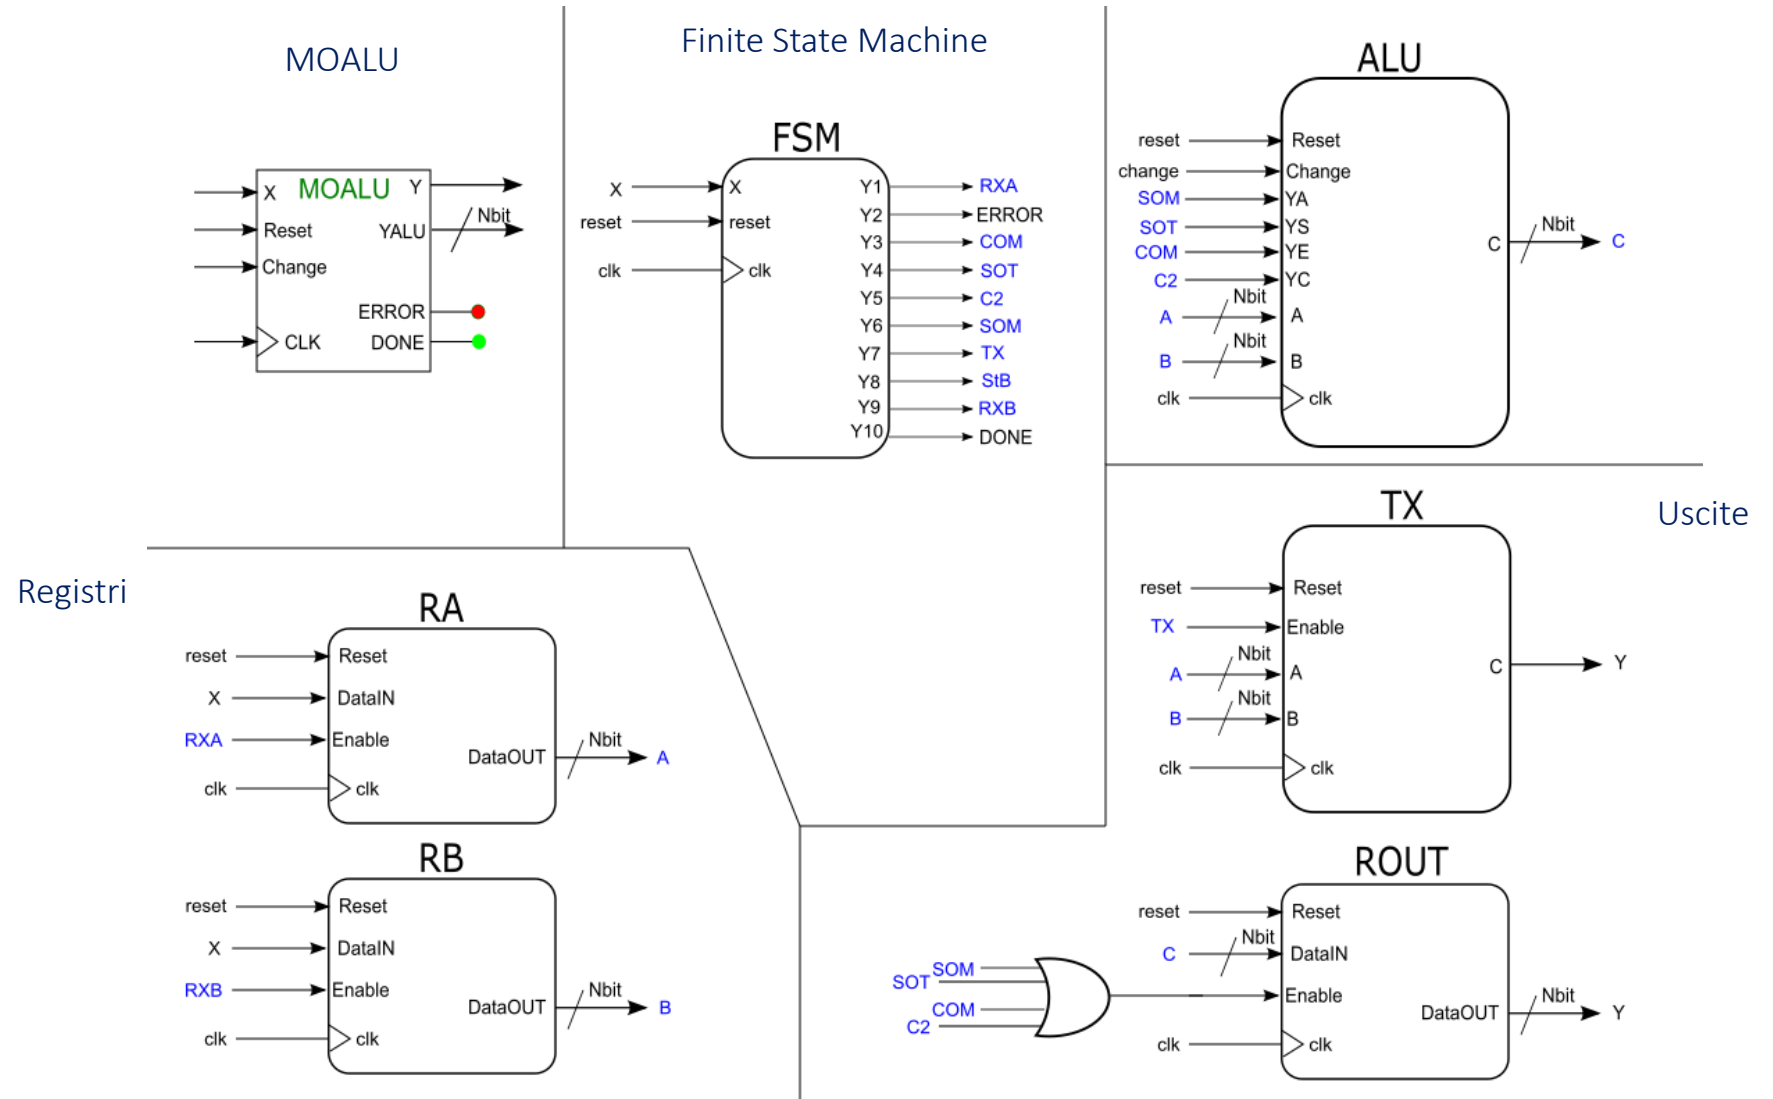 MOALU
X MOALU Y
Reset YALU Nbit
Change
ERROR
CLK DONE
Finite State Machine
FSM
X X Y1 RXA
reset reset Y2 ERROR
Y3 COM
clk clk Y4 SOT
Y5 C2
Y6 SOM
Y7 TX
Y8 StB
Y9 RXB
Y10 DONE
ALU
reset Reset
change Change
SOM YA
SOT YS
COM YE C Nbit C
C2 YC
A Nbit A
B Nbit B
clk clk
Registri
RA
reset Reset
X DataIN
RXA Enable
DataOUT Nbit A
clk clk
RB
reset Reset
X DataIN
RXB Enable
DataOUT Nbit B
clk clk
Uscite
TX
reset Reset
TX Enable
A Nbit A C Y
B Nbit B
clk clk
ROUT
reset Reset
C Nbit DataIN
SOM
SOT
COM
C2
Enable
DataOUT Nbit Y
clk clk